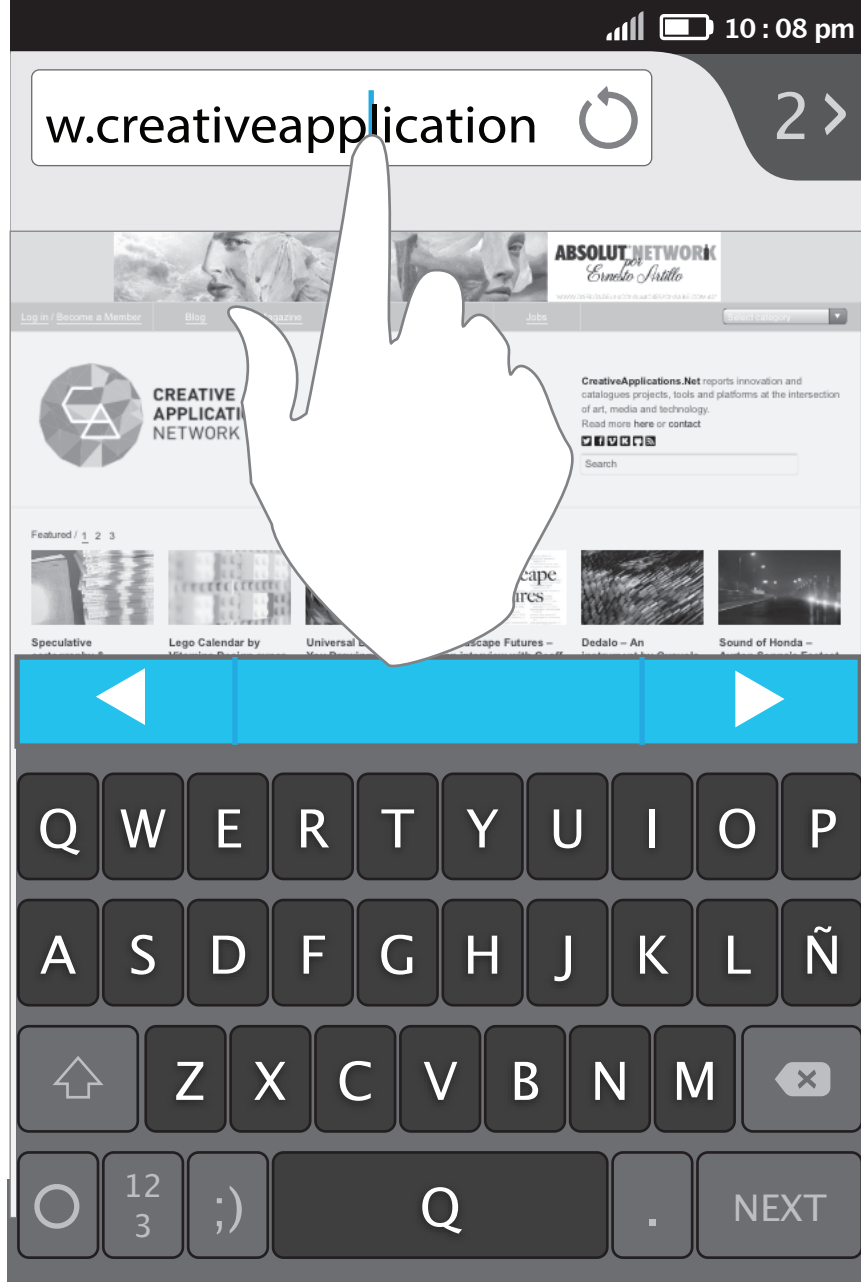 10 : 08 pm
w.creativeapplication
2 >
ABSOLUT NETWORK
por
Ernesto Artillo
Log in / Become a Member Blog Jobs Select category
CREATIVE
NETWORK
CreativeApplications.Net reports innovation and
catalogues projects, tools and platforms at the intersection
of art, media and technology.
Read more here or contact
Search
Featured / 1 2 3
Speculative
Lego Calendar by
Universal
Futures –
Dedalo – An
Sound of Honda –
Q W E R T Y U I O P
A S D F G H J K L Ñ
Z X C V B N M
12
3
;) Q . NEXT